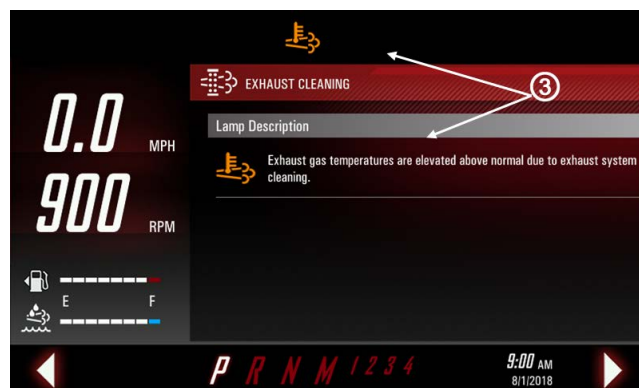 ③
EXHAUST CLEANING
Lamp Description
0.0 MPH
Exhaust gas temperatures are elevated above normal due to exhaust system
cleaning.
900 RPM
E F
P R N M 1 2 3 4
9:00 AM
8/1/2018